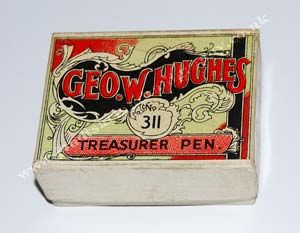 GEO. W. HUGHES
No
311
TREASURER PEN.